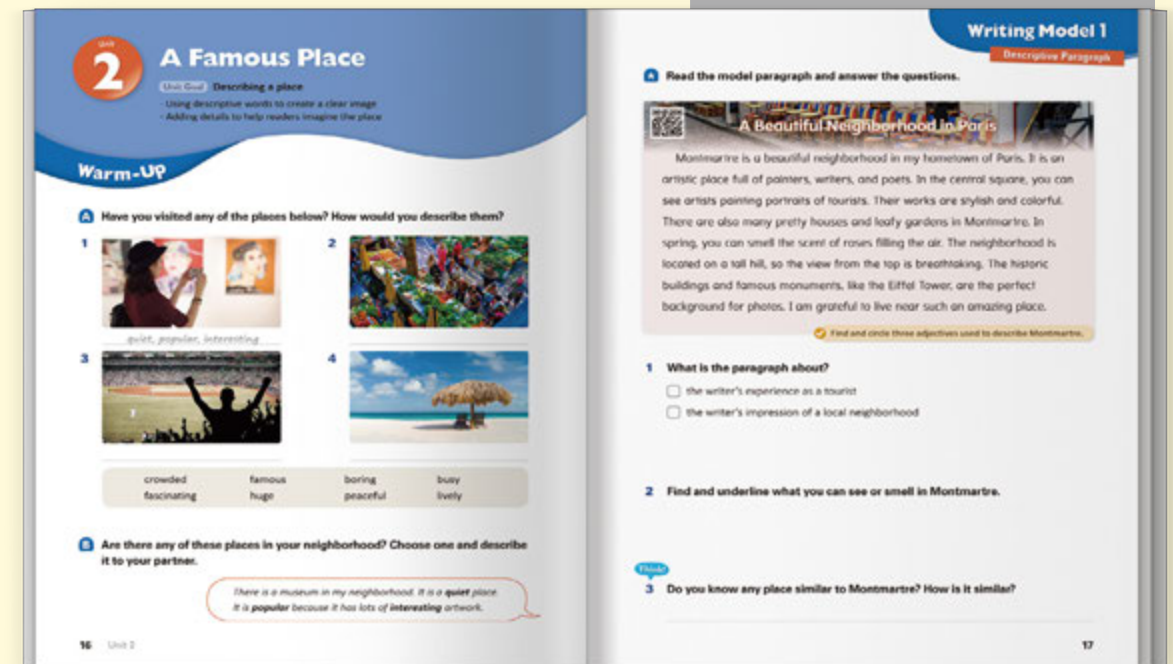 Unit
2
A Famous Place
Unit Goal Describing a place
- Using descriptive words to create a clear image
- Adding details to help readers imagine the place
Warm-Up
A Have you visited any of the places below? How would you describe them?
1
2
quiet, popular, interesting
3
4
crowded famous boring busy
fascinating huge peaceful lively
B Are there any of these places in your neighborhood? Choose one and describe
it to your partner.
There is a museum in my neighborhood. It is a quiet place.
It is popular because it has lots of interesting artwork.
16 Unit 2
Writing Model 1
Descriptive Paragraph
A Read the model paragraph and answer the questions.
A Beautiful Neighborhood in Paris
Montmartre is a beautiful neighborhood in my hometown of Paris. It is an
artistic place full of painters, writers, and poets. In the central square, you can
see artists painting portraits of tourists. Their works are stylish and colorful.
There are also many pretty houses and leafy gardens in Montmartre. In
spring, you can smell the scent of roses filling the air. The neighborhood is
located on a tall hill, so the view from the top is breathtaking. The historic
buildings and famous monuments, like the Eiffel Tower, are the perfect
background for photos. I am grateful to live near such an amazing place.
Find and circle three adjectives used to describe Montmartre.
1 What is the paragraph about?
the writer's experience as a tourist
the writer's impression of a local neighborhood
2 Find and underline what you can see or smell in Montmartre.
Think!
3 Do you know any place similar to Montmartre? How is it similar?
17